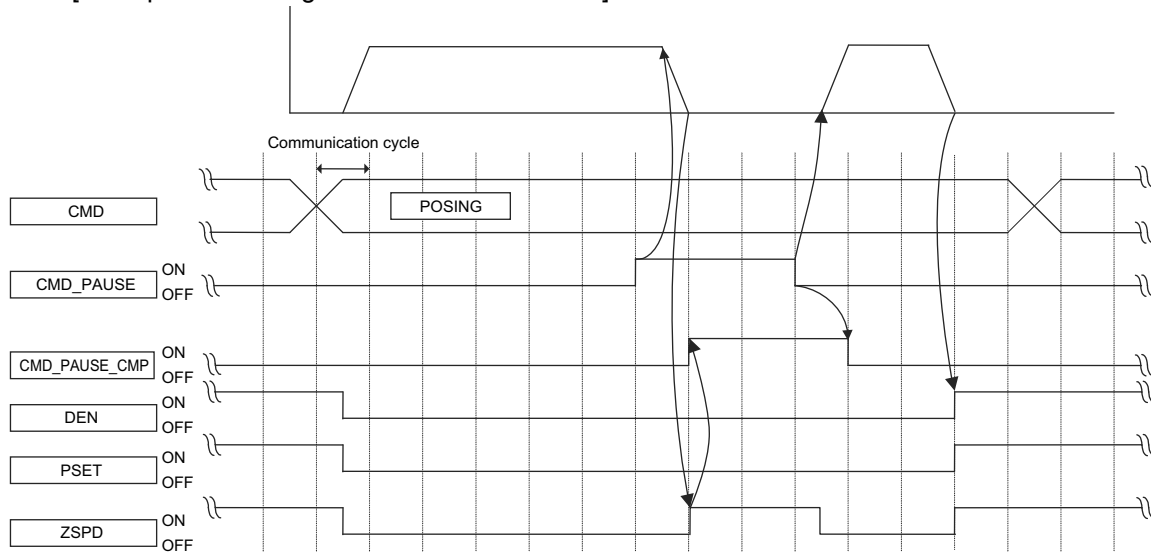 Communication cycle
CMD
POSING
CMD_PAUSE
ON
OFF
CMD_PAUSE_CMP
ON
OFF
DEN
ON
OFF
PSET
ON
OFF
ZSPD
ON
OFF